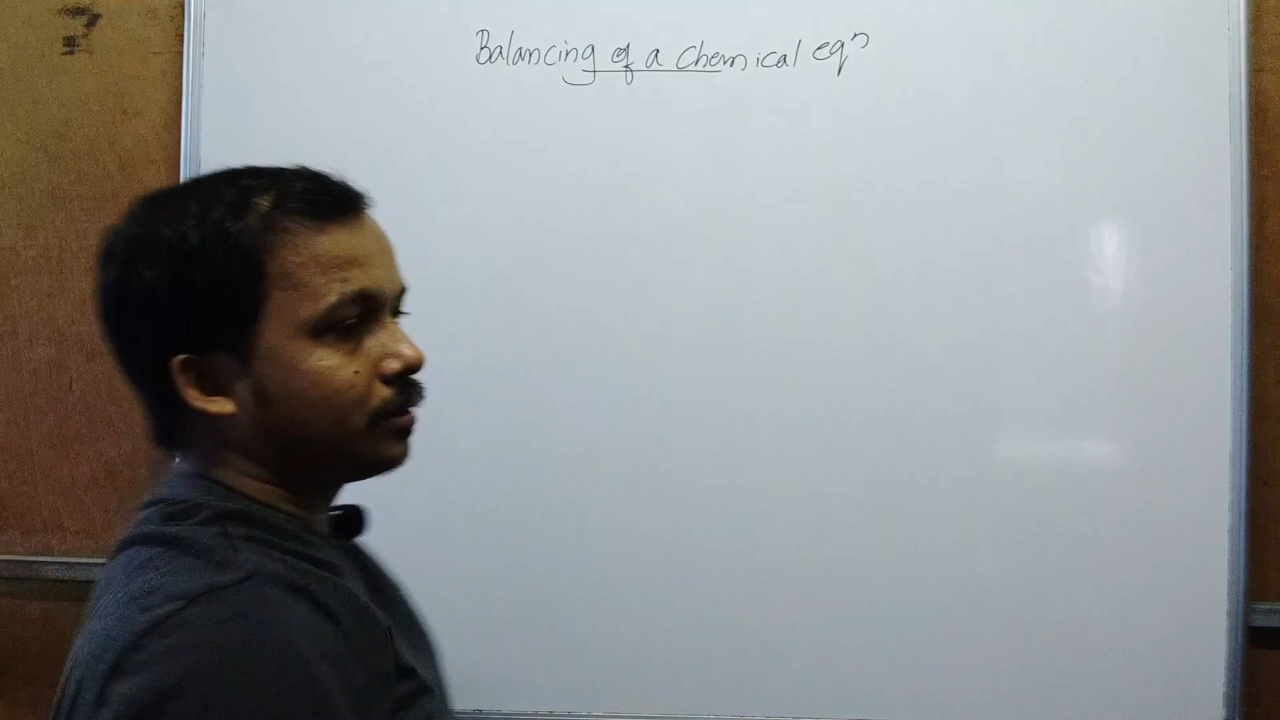 Balancing of a chemical eqⁿ